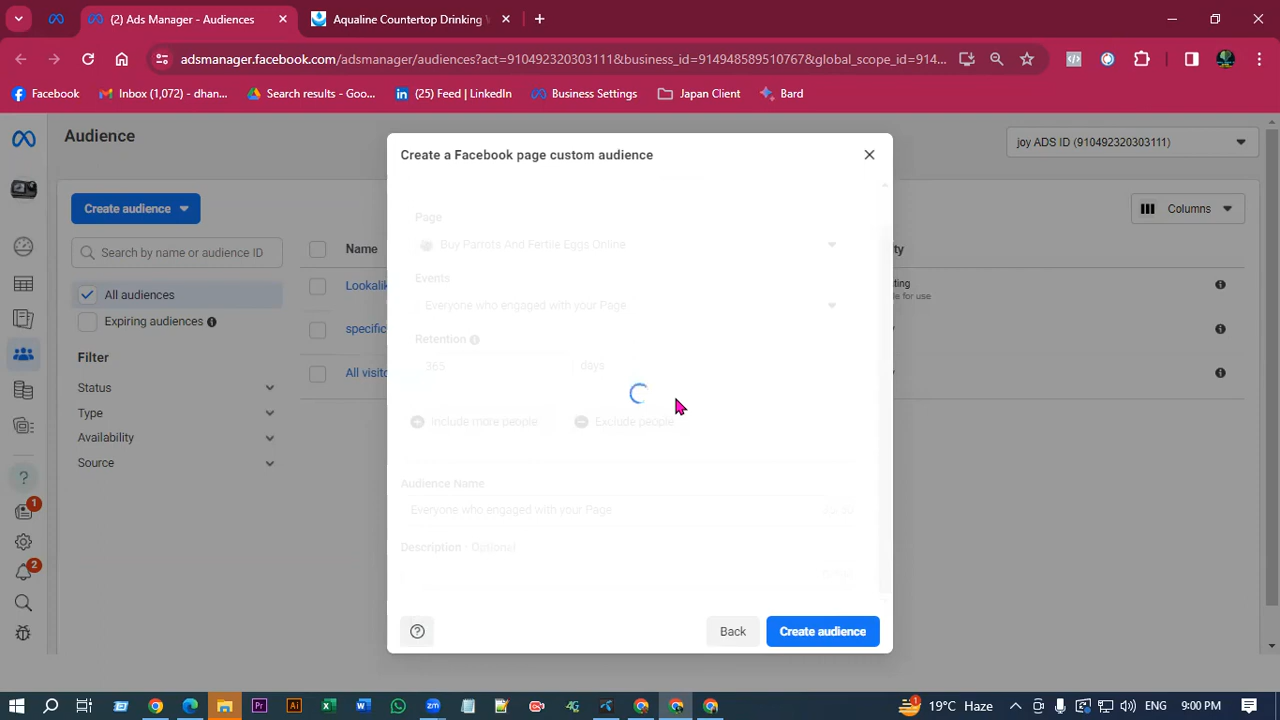 (2) Ads Manager - Audiences
Aqualine Countertop Drinking
adsmanager.facebook.com/adsmanager/audiences?act=910492320303111&business_id=914948589510767&global_scope_id=914...
Facebook
Inbox (1,072) - dhan...
Search results - Goo...
(25) Feed | LinkedIn
Business Settings
Japan Client
Bard
Audience
joy ADS ID (910492320303111)
Create audience
Columns
Search by name or audience ID
Name
All audiences
Expiring audiences
Filter
Status
Type
Availability
Source
Lookalik
specific
All visito
Create a Facebook page custom audience
Page
Buy Parrots And Fertile Eggs Online
Events
Everyone who engaged with your Page
Retention
365
days
Include more people
Exclude people
Audience Name
Everyone who engaged with your Page
Description · Optional
Back
Create audience
1
2
1
19°C Haze
ENG
9:00 PM